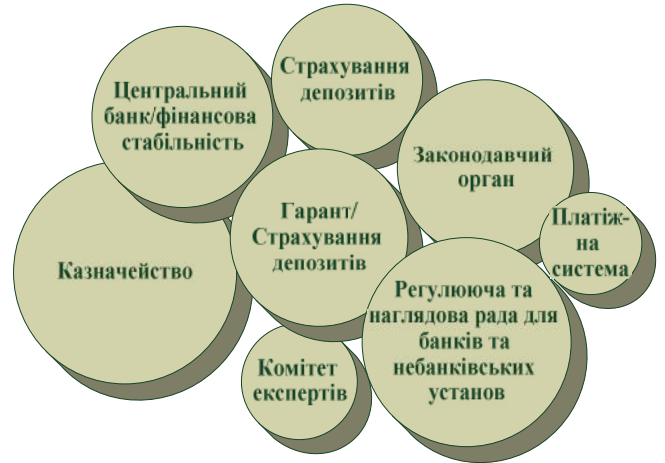 Страхування
депозитів
Центральний
банк/фінансова
стабільність
Законодавчий
орган
Гарант/
Страхування
депозитів
Платіж-
на
система
Казначейство
Регулююча та
наглядова рада для
банків та
небанківських
установ
Комітет
експертів